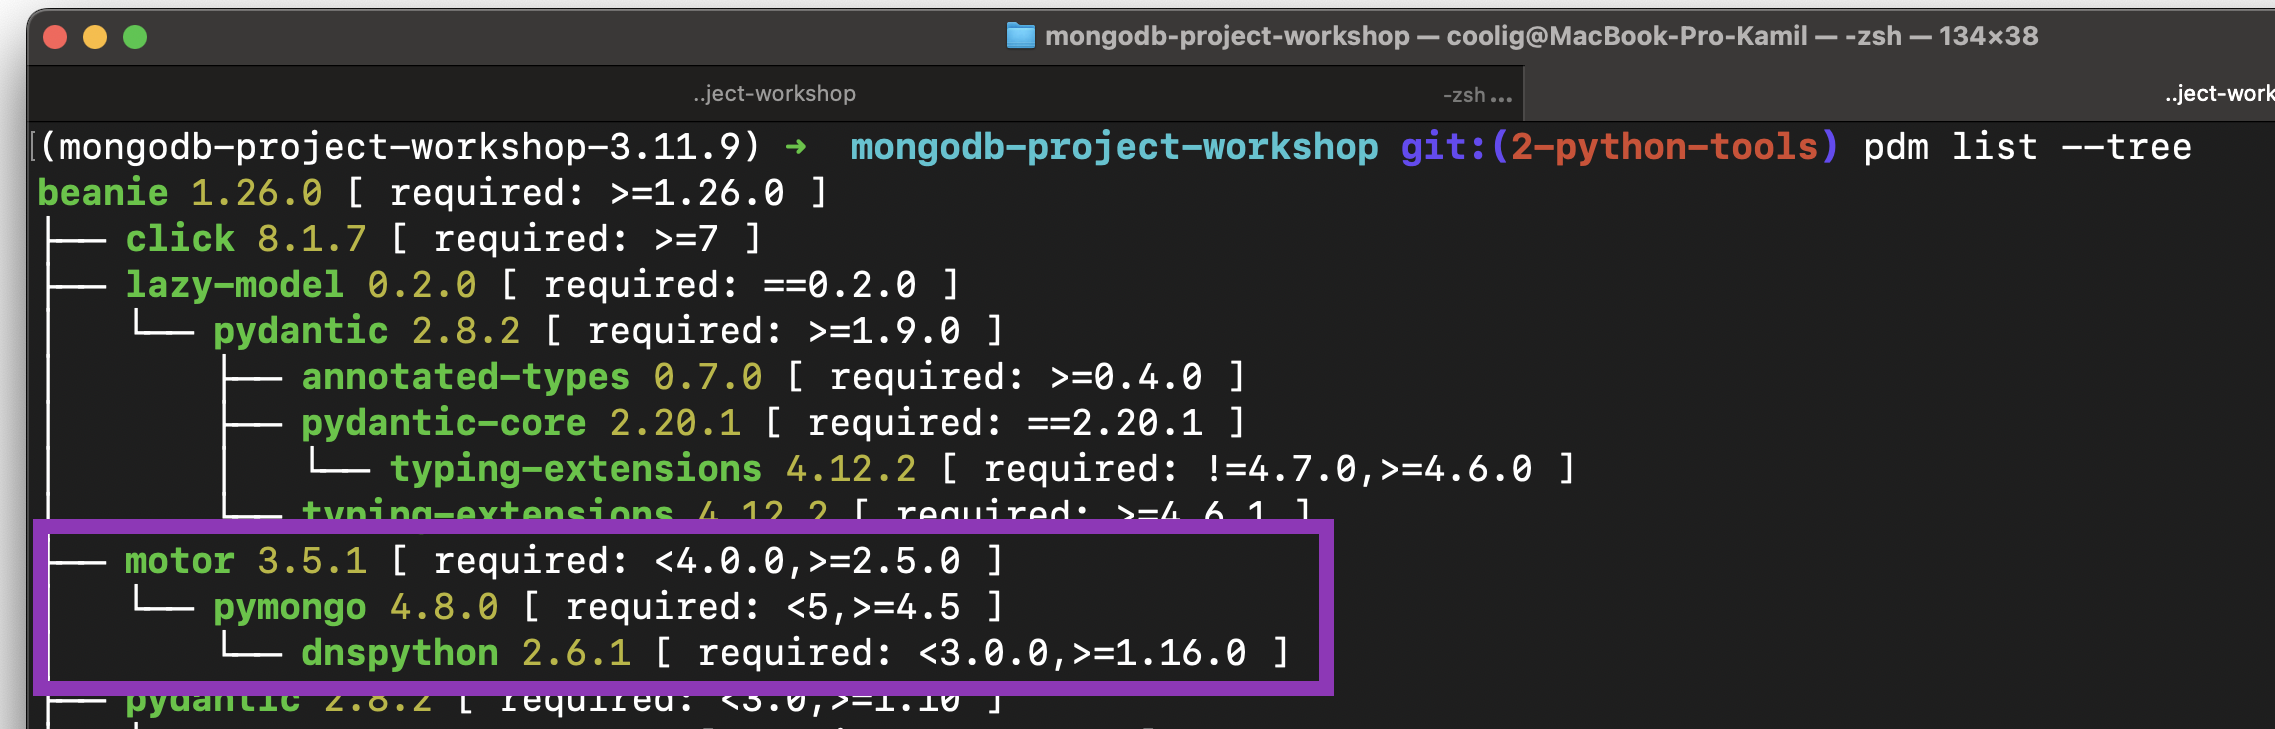 mongodb-project-workshop — coolig@MacBook-Pro-Kamil — -zsh — 134×38
..ject-workshop -zsh ... ..ject-work
[(mongodb-project-workshop-3.11.9) ➜ mongodb-project-workshop git:(2-python-tools) pdm list --tree
beanie 1.26.0 [ required: >=1.26.0 ]
├── click 8.1.7 [ required: >=7 ]
├── lazy-model 0.2.0 [ required: ==0.2.0 ]
│   └── pydantic 2.8.2 [ required: >=1.9.0 ]
│       ├── annotated-types 0.7.0 [ required: >=0.4.0 ]
│       ├── pydantic-core 2.20.1 [ required: ==2.20.1 ]
│       │   └── typing-extensions 4.12.2 [ required: !=4.7.0,>=4.6.0 ]
│       └── typing-extensions 4.12.2 [ required: >=4.6.1 ]
├── motor 3.5.1 [ required: <4.0.0,>=2.5.0 ]
│   └── pymongo 4.8.0 [ required: <5,>=4.5 ]
│       └── dnspython 2.6.1 [ required: <3.0.0,>=1.16.0 ]
├── pydantic 2.8.2 [ required: <3.0,>=1.10 ]